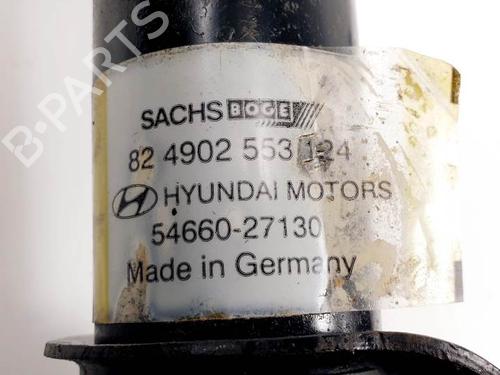 B-PARTS
SACHS BOGE
82 4902 553 124
HYUNDAI MOTORS
54660-27130
Made in Germany